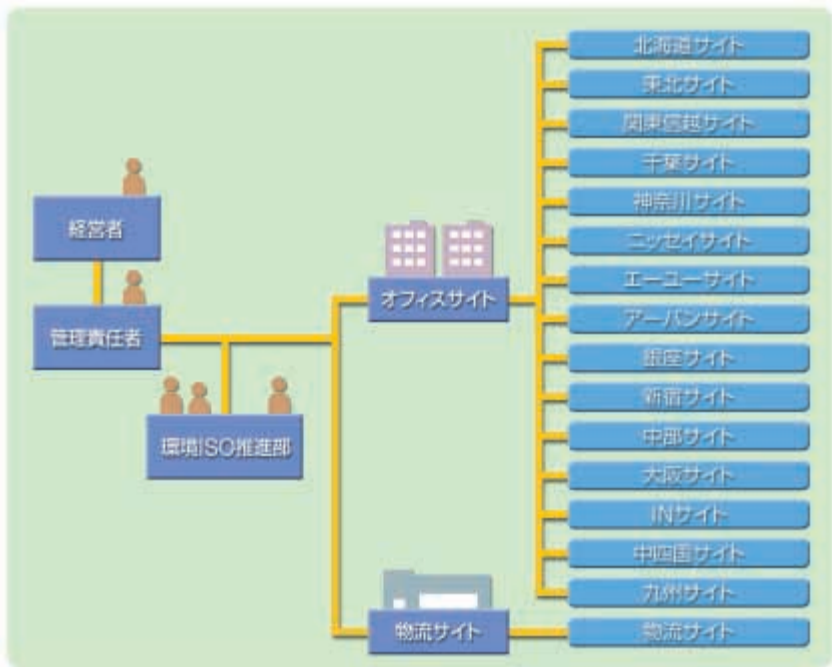 経営者
管理責任者
環境ISO推進部
オフィスサイト
物流サイト
北海道サイト
東北サイト
関東信越サイト
千葉サイト
神奈川サイト
ニッセイサイト
エーユーサイト
アーバンサイト
銀座サイト
新宿サイト
中部サイト
大阪サイト
INサイト
中四国サイト
九州サイト
物流サイト